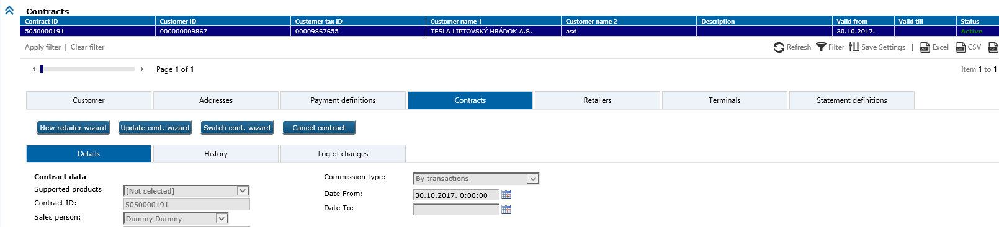 Contracts
Contract ID Customer ID Customer tax ID Customer name 1 Customer name 2 Description Valid from Valid till Status
5050000191 000000009867 00009867655 TESLA LIPTOVSKÝ HRÁDOK A.S. asd 30.10.2017. Active
Apply filter | Clear filter Refresh Filter Save Settings | Excel CSV
Page 1 of 1 Item 1 to 1
Customer Addresses Payment definitions Contracts Retailers Terminals Statement definitions
New retailer wizard Update cont. wizard Switch cont. wizard Cancel contract
Details History Log of changes
Contract data Commission type: By transactions
Supported products [Not selected] Date From: 30.10.2017. 0:00:00
Contract ID: 5050000191 Date To:
Sales person: Dummy Dummy